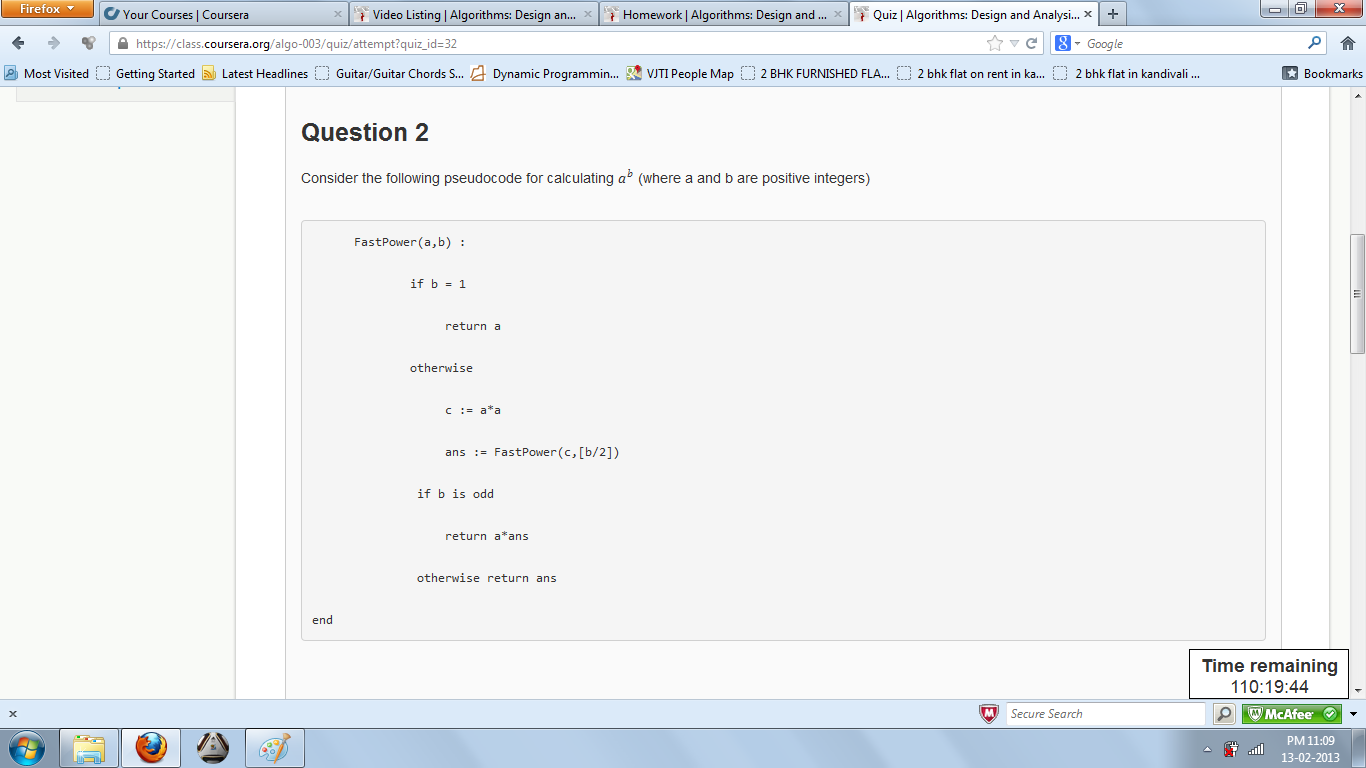 Firefox
Your Courses | Coursera
Video Listing | Algorithms: Design an...
Homework | Algorithms: Design and ...
Quiz | Algorithms: Design and Analysi...
https://class.coursera.org/algo-003/quiz/attempt?quiz_id=32
Google
Most Visited
Getting Started
Latest Headlines
Guitar/Guitar Chords S...
Dynamic Programmin...
VJTI People Map
2 BHK FURNISHED FLA...
2 bhk flat on rent in ka...
2 bhk flat in kandivali ...
Bookmarks
Question 2
Consider the following pseudocode for calculating a^b (where a and b are positive integers)
FastPower(a,b) :
if b = 1
return a
otherwise
c := a*a
ans := FastPower(c,[b/2])
if b is odd
return a*ans
otherwise return ans
end
Time remaining
110:19:44
x
Secure Search
McAfee
PM 11:09
13-02-2013